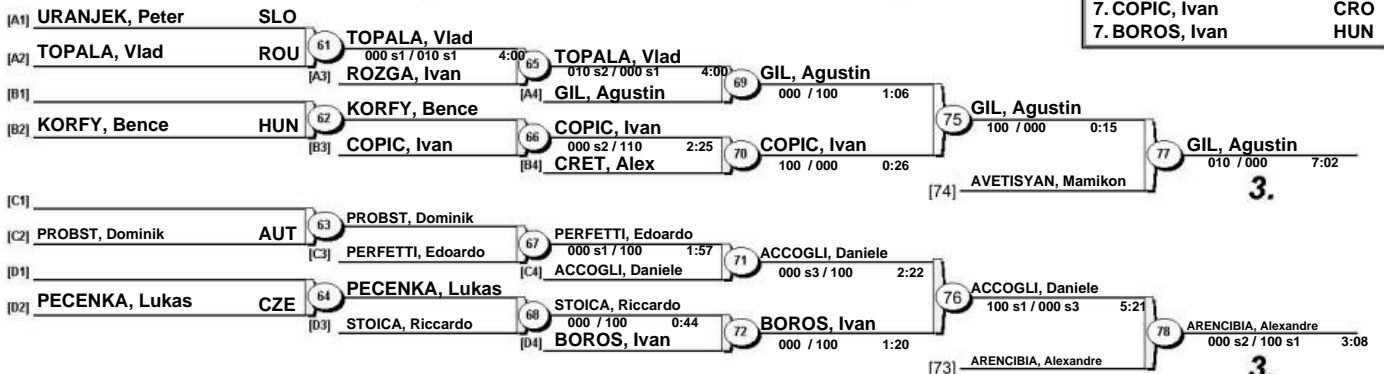 7. COPIC, Ivan CRO
7. BOROS, Ivan HUN
[A1] URANJEK, Peter SLO
[A2] TOPALA, Vlad ROU
61
TOPALA, Vlad
000 s1 / 010 s1 4:00
[A3] ROZGA, Ivan
65
TOPALA, Vlad
010 s2 / 000 s1 4:00
[A4] GIL, Agustin
69
GIL, Agustin
000 / 100 1:06
[B1]
[B2] KORFY, Bence HUN
62
KORFY, Bence
[B3] COPIC, Ivan
66
COPIC, Ivan
000 s2 / 110 2:25
[B4] CRET, Alex
70
COPIC, Ivan
100 / 000 0:26
75
GIL, Agustin
100 / 000 0:15
[74] AVETISYAN, Mamikon
77
GIL, Agustin
010 / 000 7:02
3.
[C1]
[C2] PROBST, Dominik AUT
63
PROBST, Dominik
[C3] PERFETTI, Edoardo
67
PERFETTI, Edoardo
000 s1 / 100 1:57
[C4] ACCOGLI, Daniele
71
ACCOGLI, Daniele
000 s3 / 100 2:22
[D1]
[D2] PECENKA, Lukas CZE
64
PECENKA, Lukas
[D3] STOICA, Riccardo
68
STOICA, Riccardo
000 / 100 0:44
[D4] BOROS, Ivan
72
BOROS, Ivan
000 / 100 1:20
76
ACCOGLI, Daniele
100 s1 / 000 s3 5:21
[73] ARENCIBIA, Alexandre
78
ARENCIBIA, Alexandre
000 s2 / 100 s1 3:08
3.